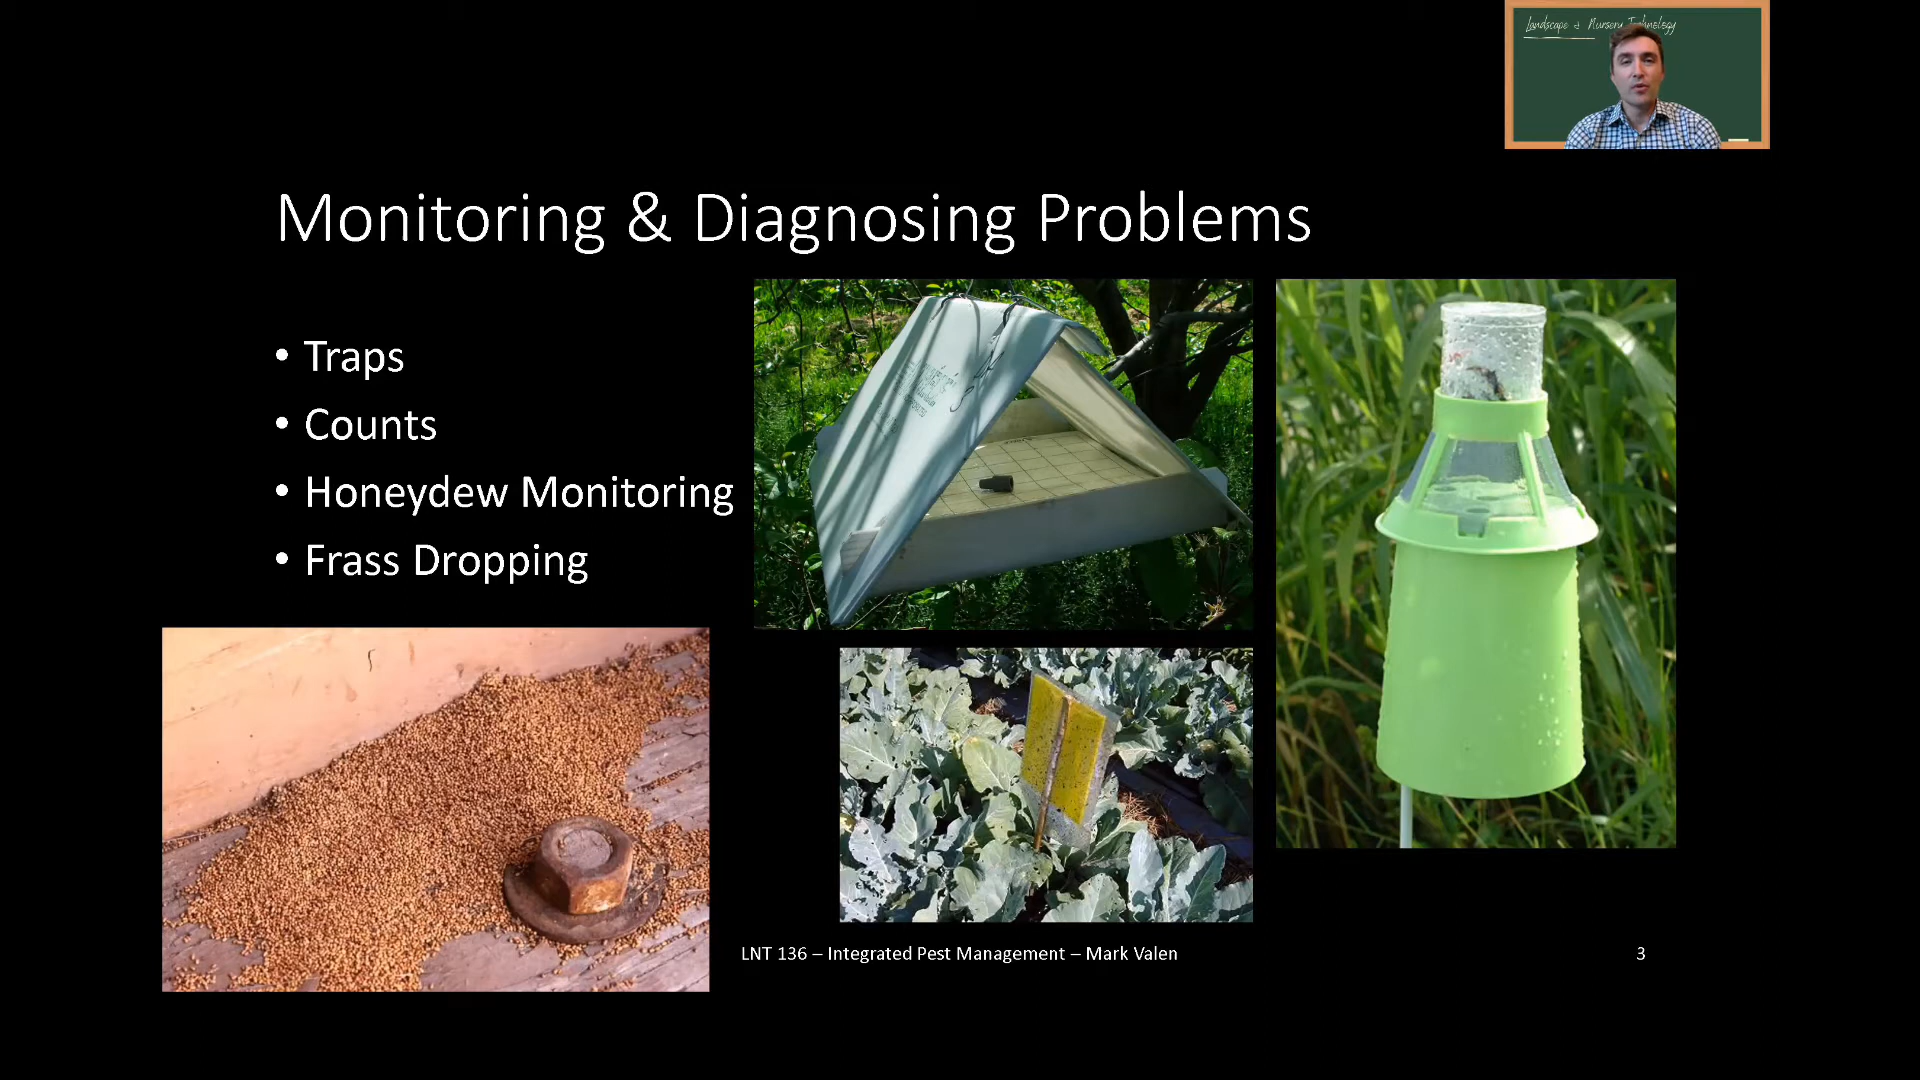 Landscape & Nursery Technology
Monitoring & Diagnosing Problems
• Traps
• Counts
• Honeydew Monitoring
• Frass Dropping
LNT 136 – Integrated Pest Management – Mark Valen
3